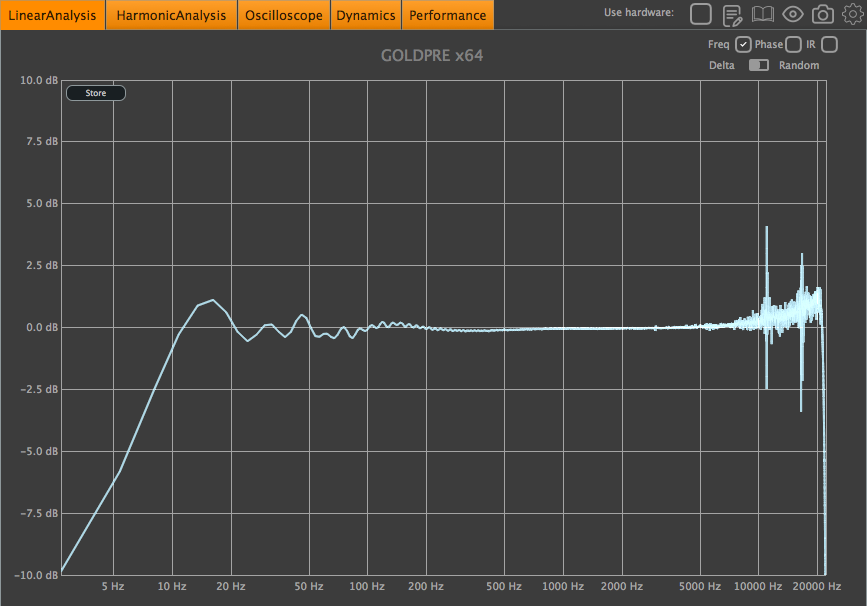 LinearAnalysis HarmonicAnalysis Oscilloscope Dynamics Performance Use hardware:
Freq Phase IR
GOLDPRE x64
Delta Random
10.0 dB
Store
7.5 dB
5.0 dB
2.5 dB
0.0 dB
-2.5 dB
-5.0 dB
-7.5 dB
-10.0 dB
5 Hz 10 Hz 20 Hz 50 Hz 100 Hz 200 Hz 500 Hz 1000 Hz 2000 Hz 5000 Hz 10000 Hz 20000 Hz